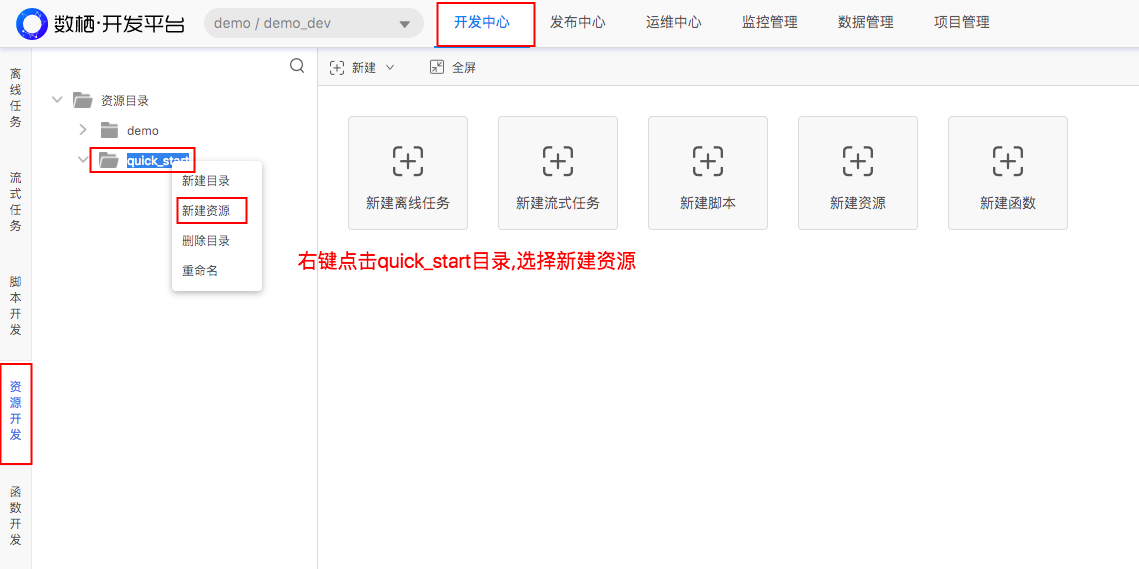 数栖·开发平台
demo / demo_dev
开发中心
发布中心
运维中心
监控管理
数据管理
项目管理
离线任务
流式任务
脚本开发
资源开发
函数开发
资源目录
demo
quick_start
新建目录
新建资源
删除目录
重命名
新建
全屏
新建离线任务
新建流式任务
新建脚本
新建资源
新建函数
右键点击quick_start目录,选择新建资源